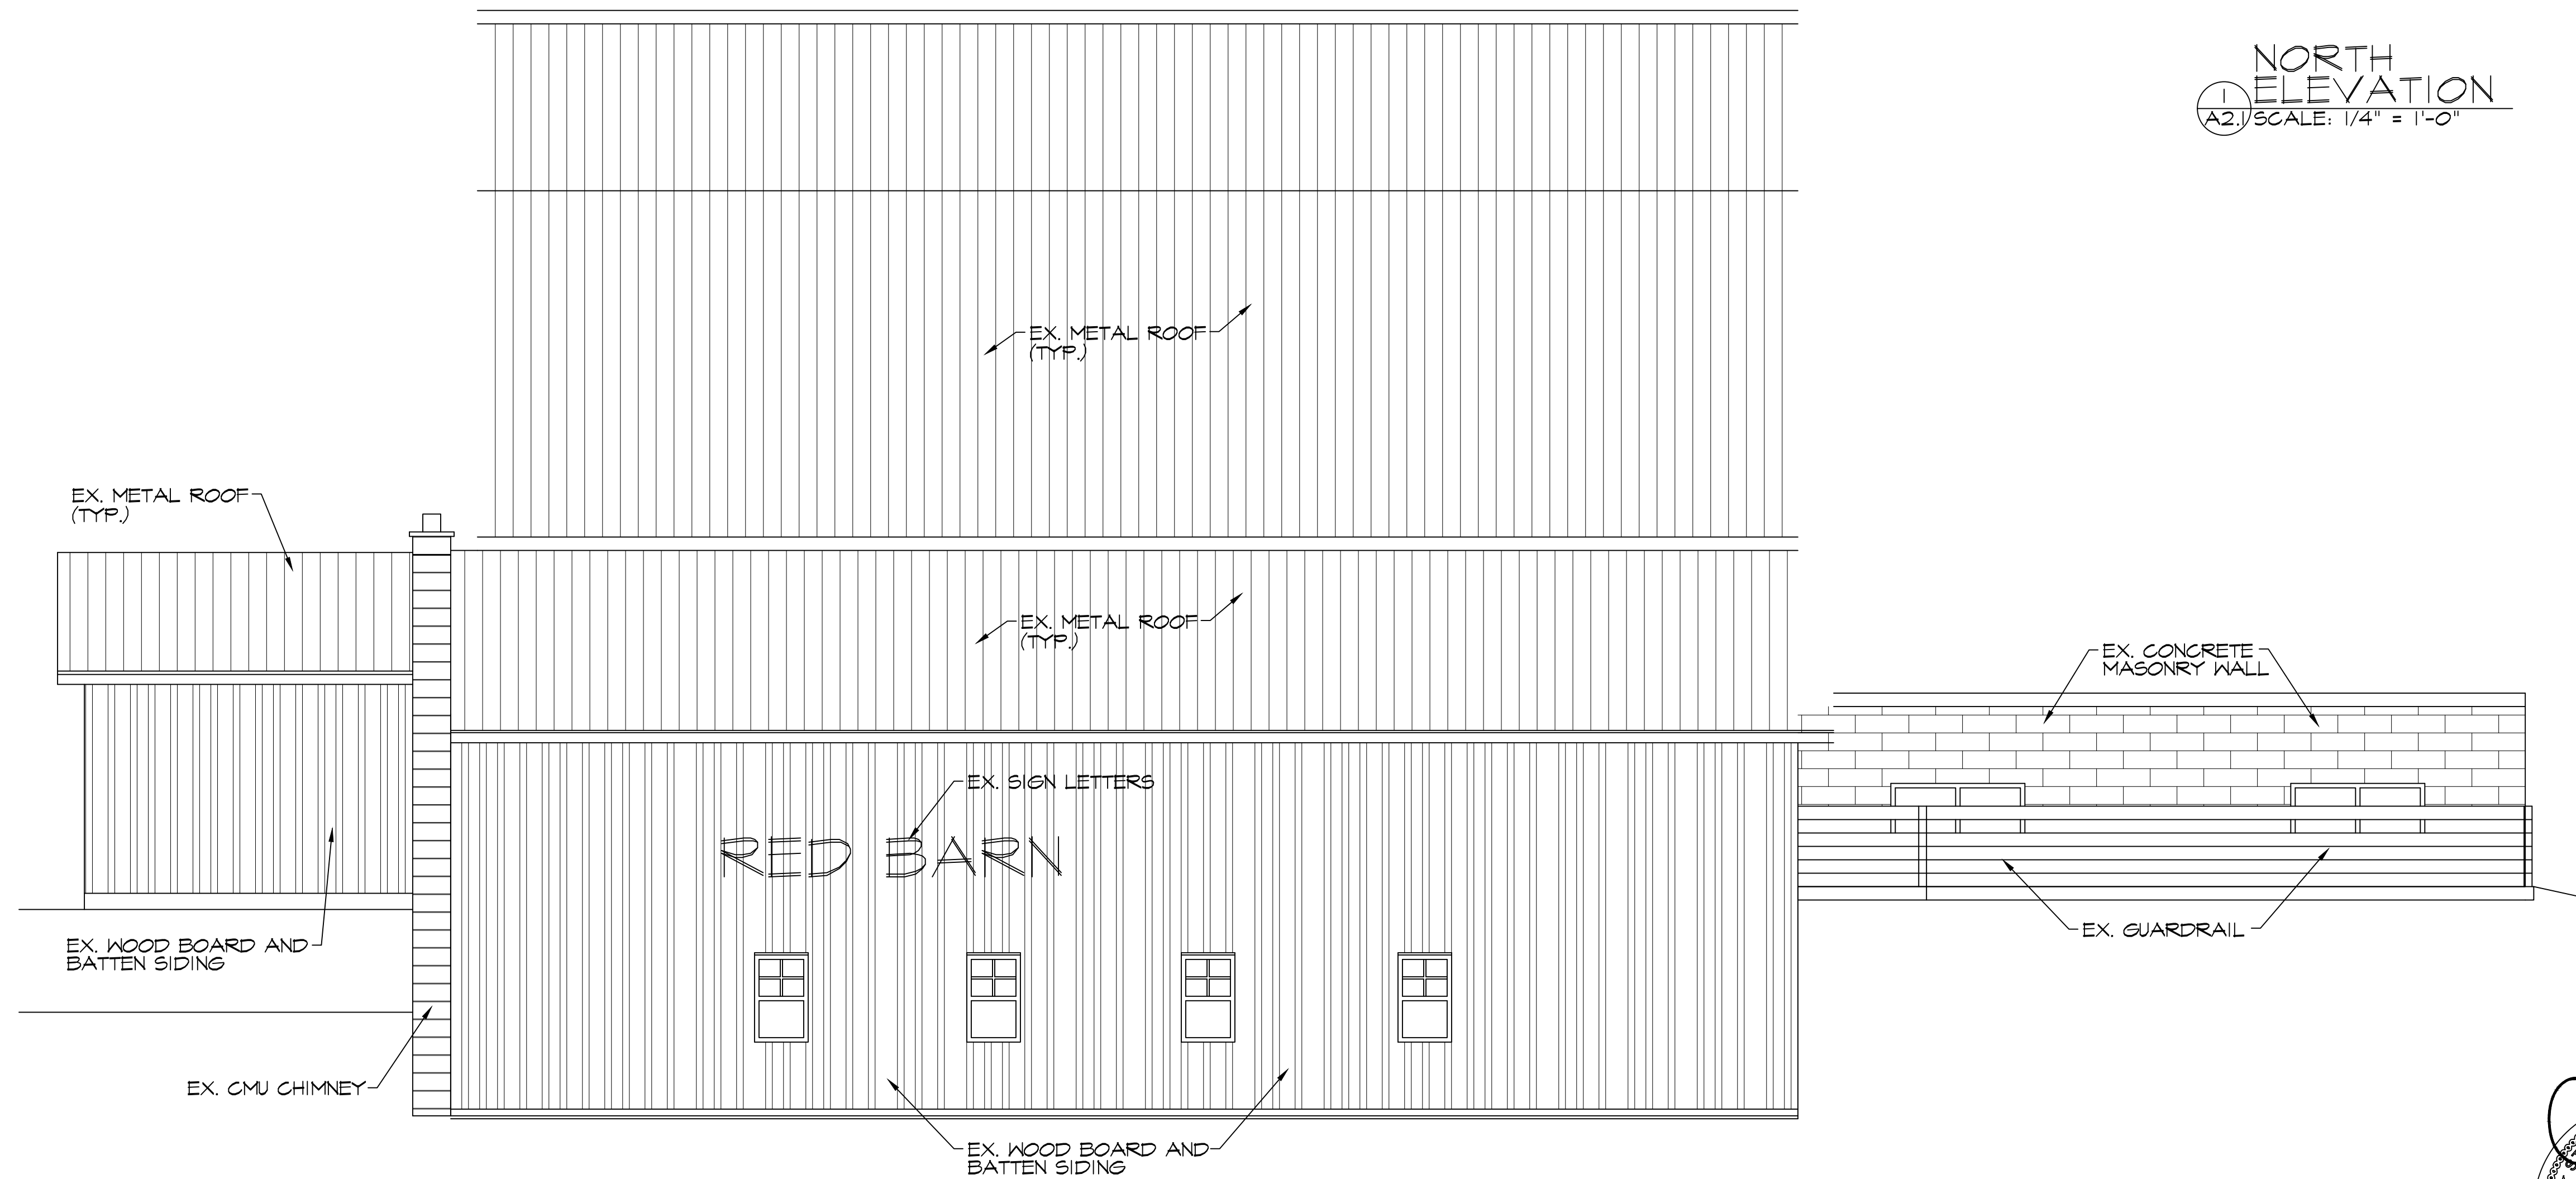 NORTH
ELEVATION
1
A2.1
SCALE: 1/4" = 1'-0"
EX. METAL ROOF
(TYP.)
EX. METAL ROOF
(TYP.)
EX. METAL ROOF
(TYP.)
EX. CONCRETE
MASONRY WALL
EX. SIGN LETTERS
RED BARN
EX. GUARDRAIL
EX. WOOD BOARD AND
BATTEN SIDING
EX. CMU CHIMNEY
EX. WOOD BOARD AND
BATTEN SIDING